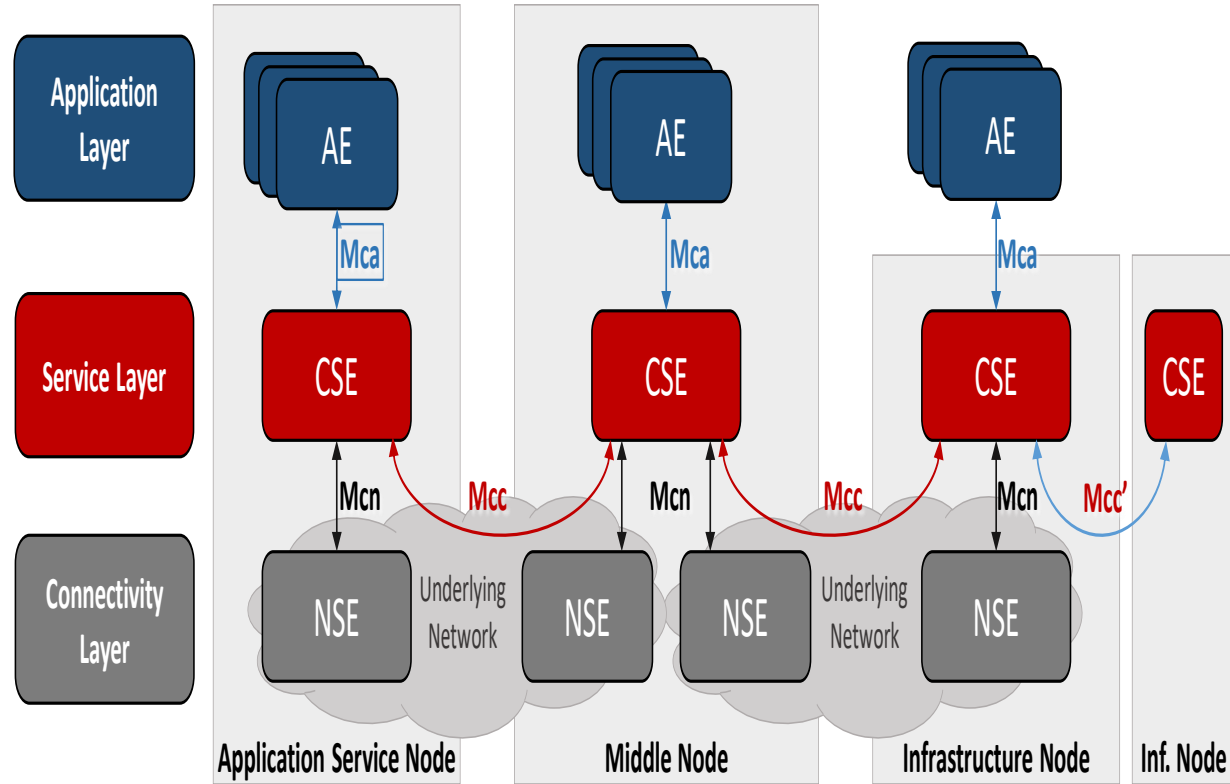 Application
Layer
AE
AE
AE
Mca
Mca
Mca
Service Layer
CSE
CSE
CSE
CSE
Mcn
Mcc
Mcn
Mcc
Mcn
Mcc’
Connectivity
Layer
NSE
Underlying
Network
NSE
NSE
Underlying
Network
NSE
Application Service Node
Middle Node
Infrastructure Node
Inf. Node